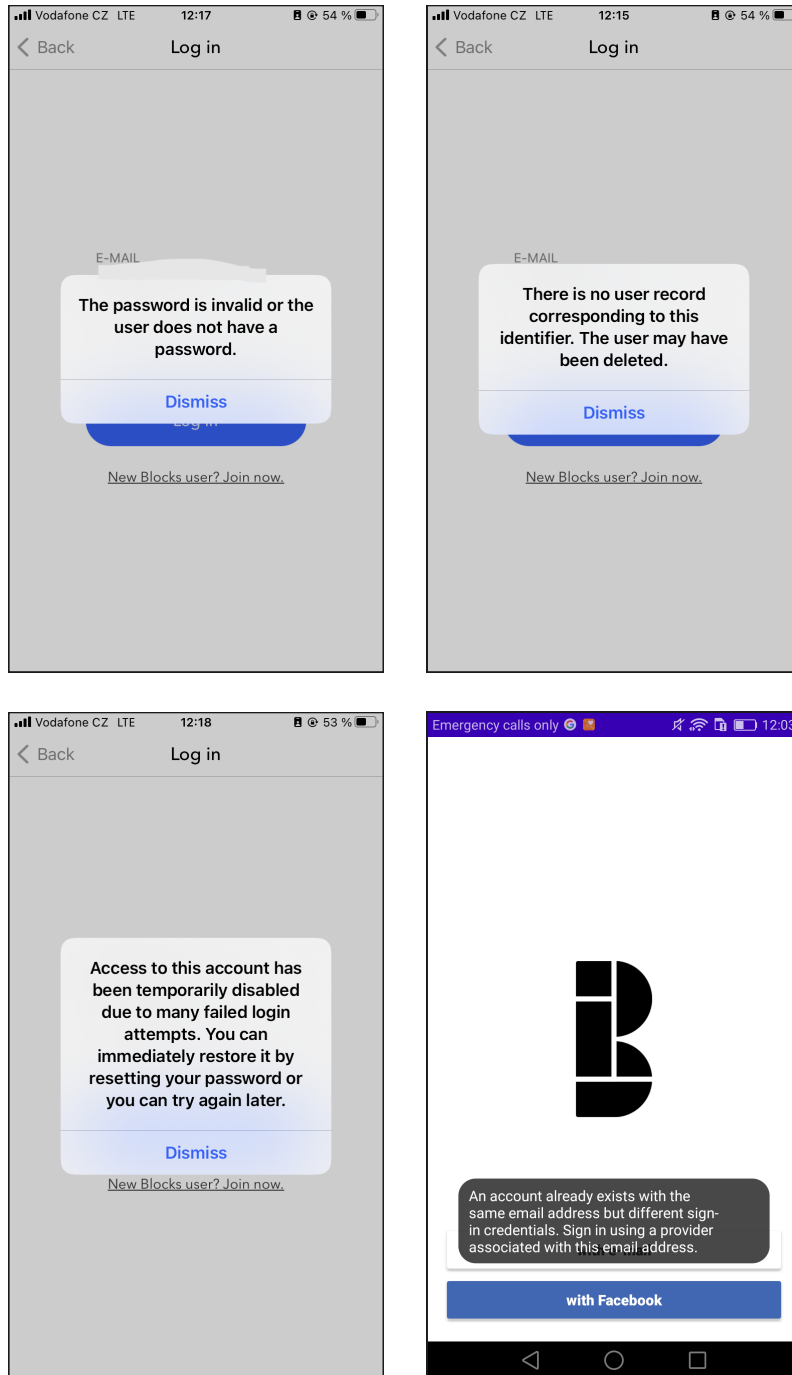 Vodafone CZ LTE 12:17 54 %
Back Log in
E-MAIL
The password is invalid or the
user does not have a
password.
Dismiss
Log in
New Blocks user? Join now.
Vodafone CZ LTE 12:15 54 %
Back Log in
E-MAIL
There is no user record
corresponding to this
identifier. The user may have
been deleted.
Dismiss
New Blocks user? Join now.
Vodafone CZ LTE 12:18 53 %
Back Log in
Access to this account has
been temporarily disabled
due to many failed login
attempts. You can
immediately restore it by
resetting your password or
you can try again later.
Dismiss
New Blocks user? Join now.
Emergency calls only 12:03
An account already exists with the
same email address but different sign-
in credentials. Sign in using a provider
associated with this email address.
with e-mail
with Facebook